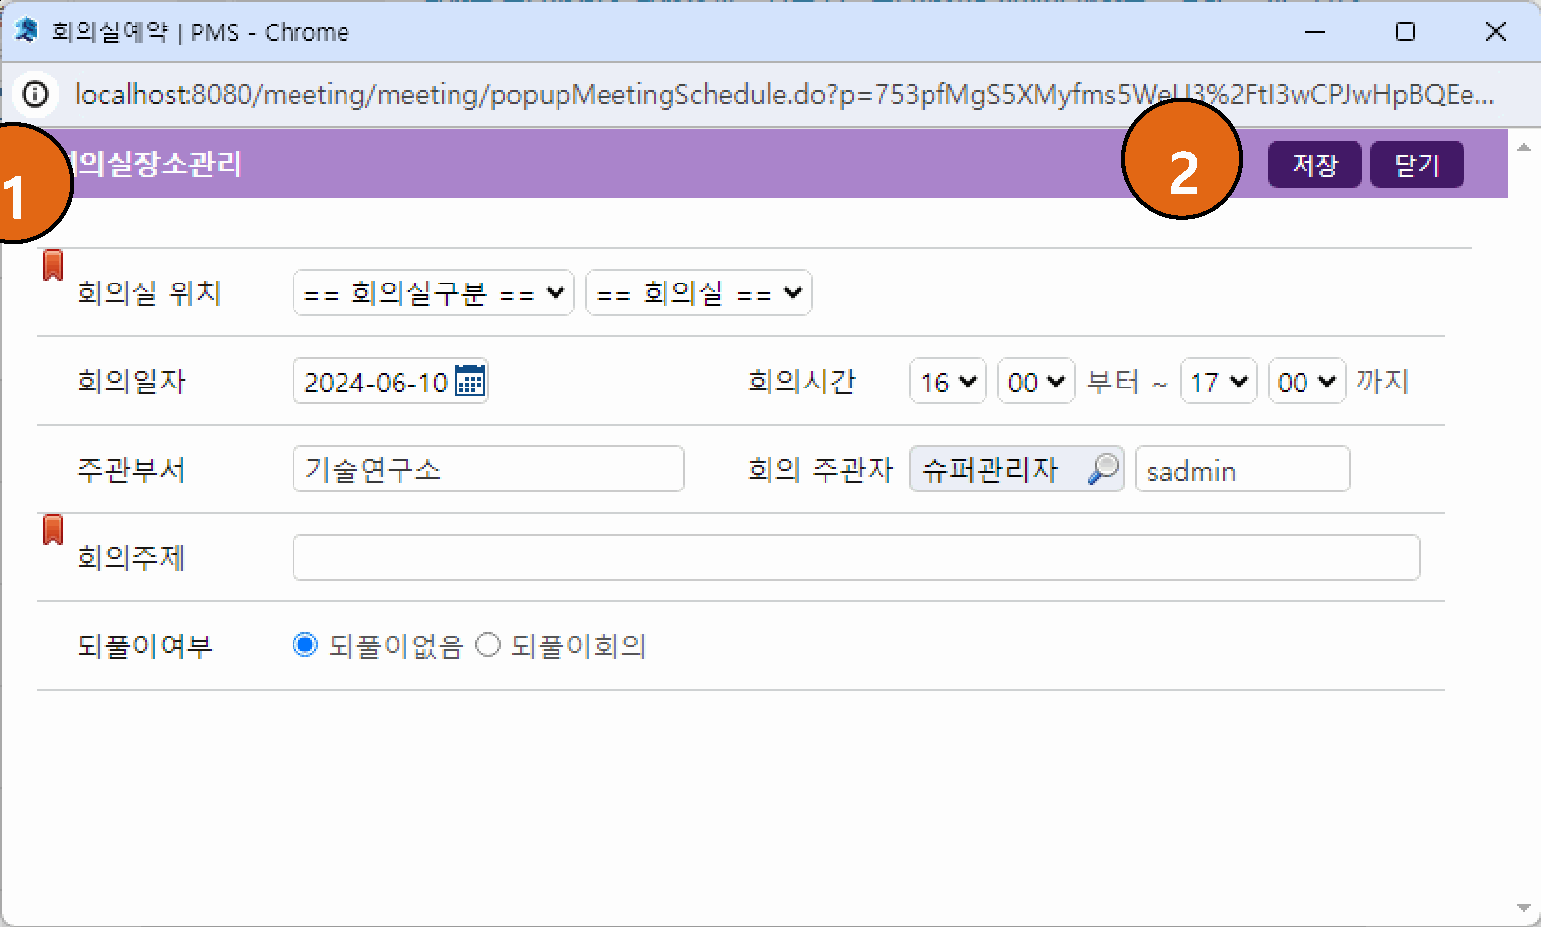 회의실예약 | PMS - Chrome
localhost:8080/meeting/meeting/popupMeetingSchedule.do?p=753pfMgS5XMyfms5WeU3%2FtI3wCPJwHpBQEe...
1 의실장소관리 2 저장 닫기
회의실 위치 == 회의실구분 == == 회의실 ==
회의일자 2024-06-10 회의시간 16 00 부터 ~ 17 00 까지
주관부서 기술연구소 회의 주관자 슈퍼관리자 sadmin
회의주제
되풀이여부 되풀이없음 되풀이회의